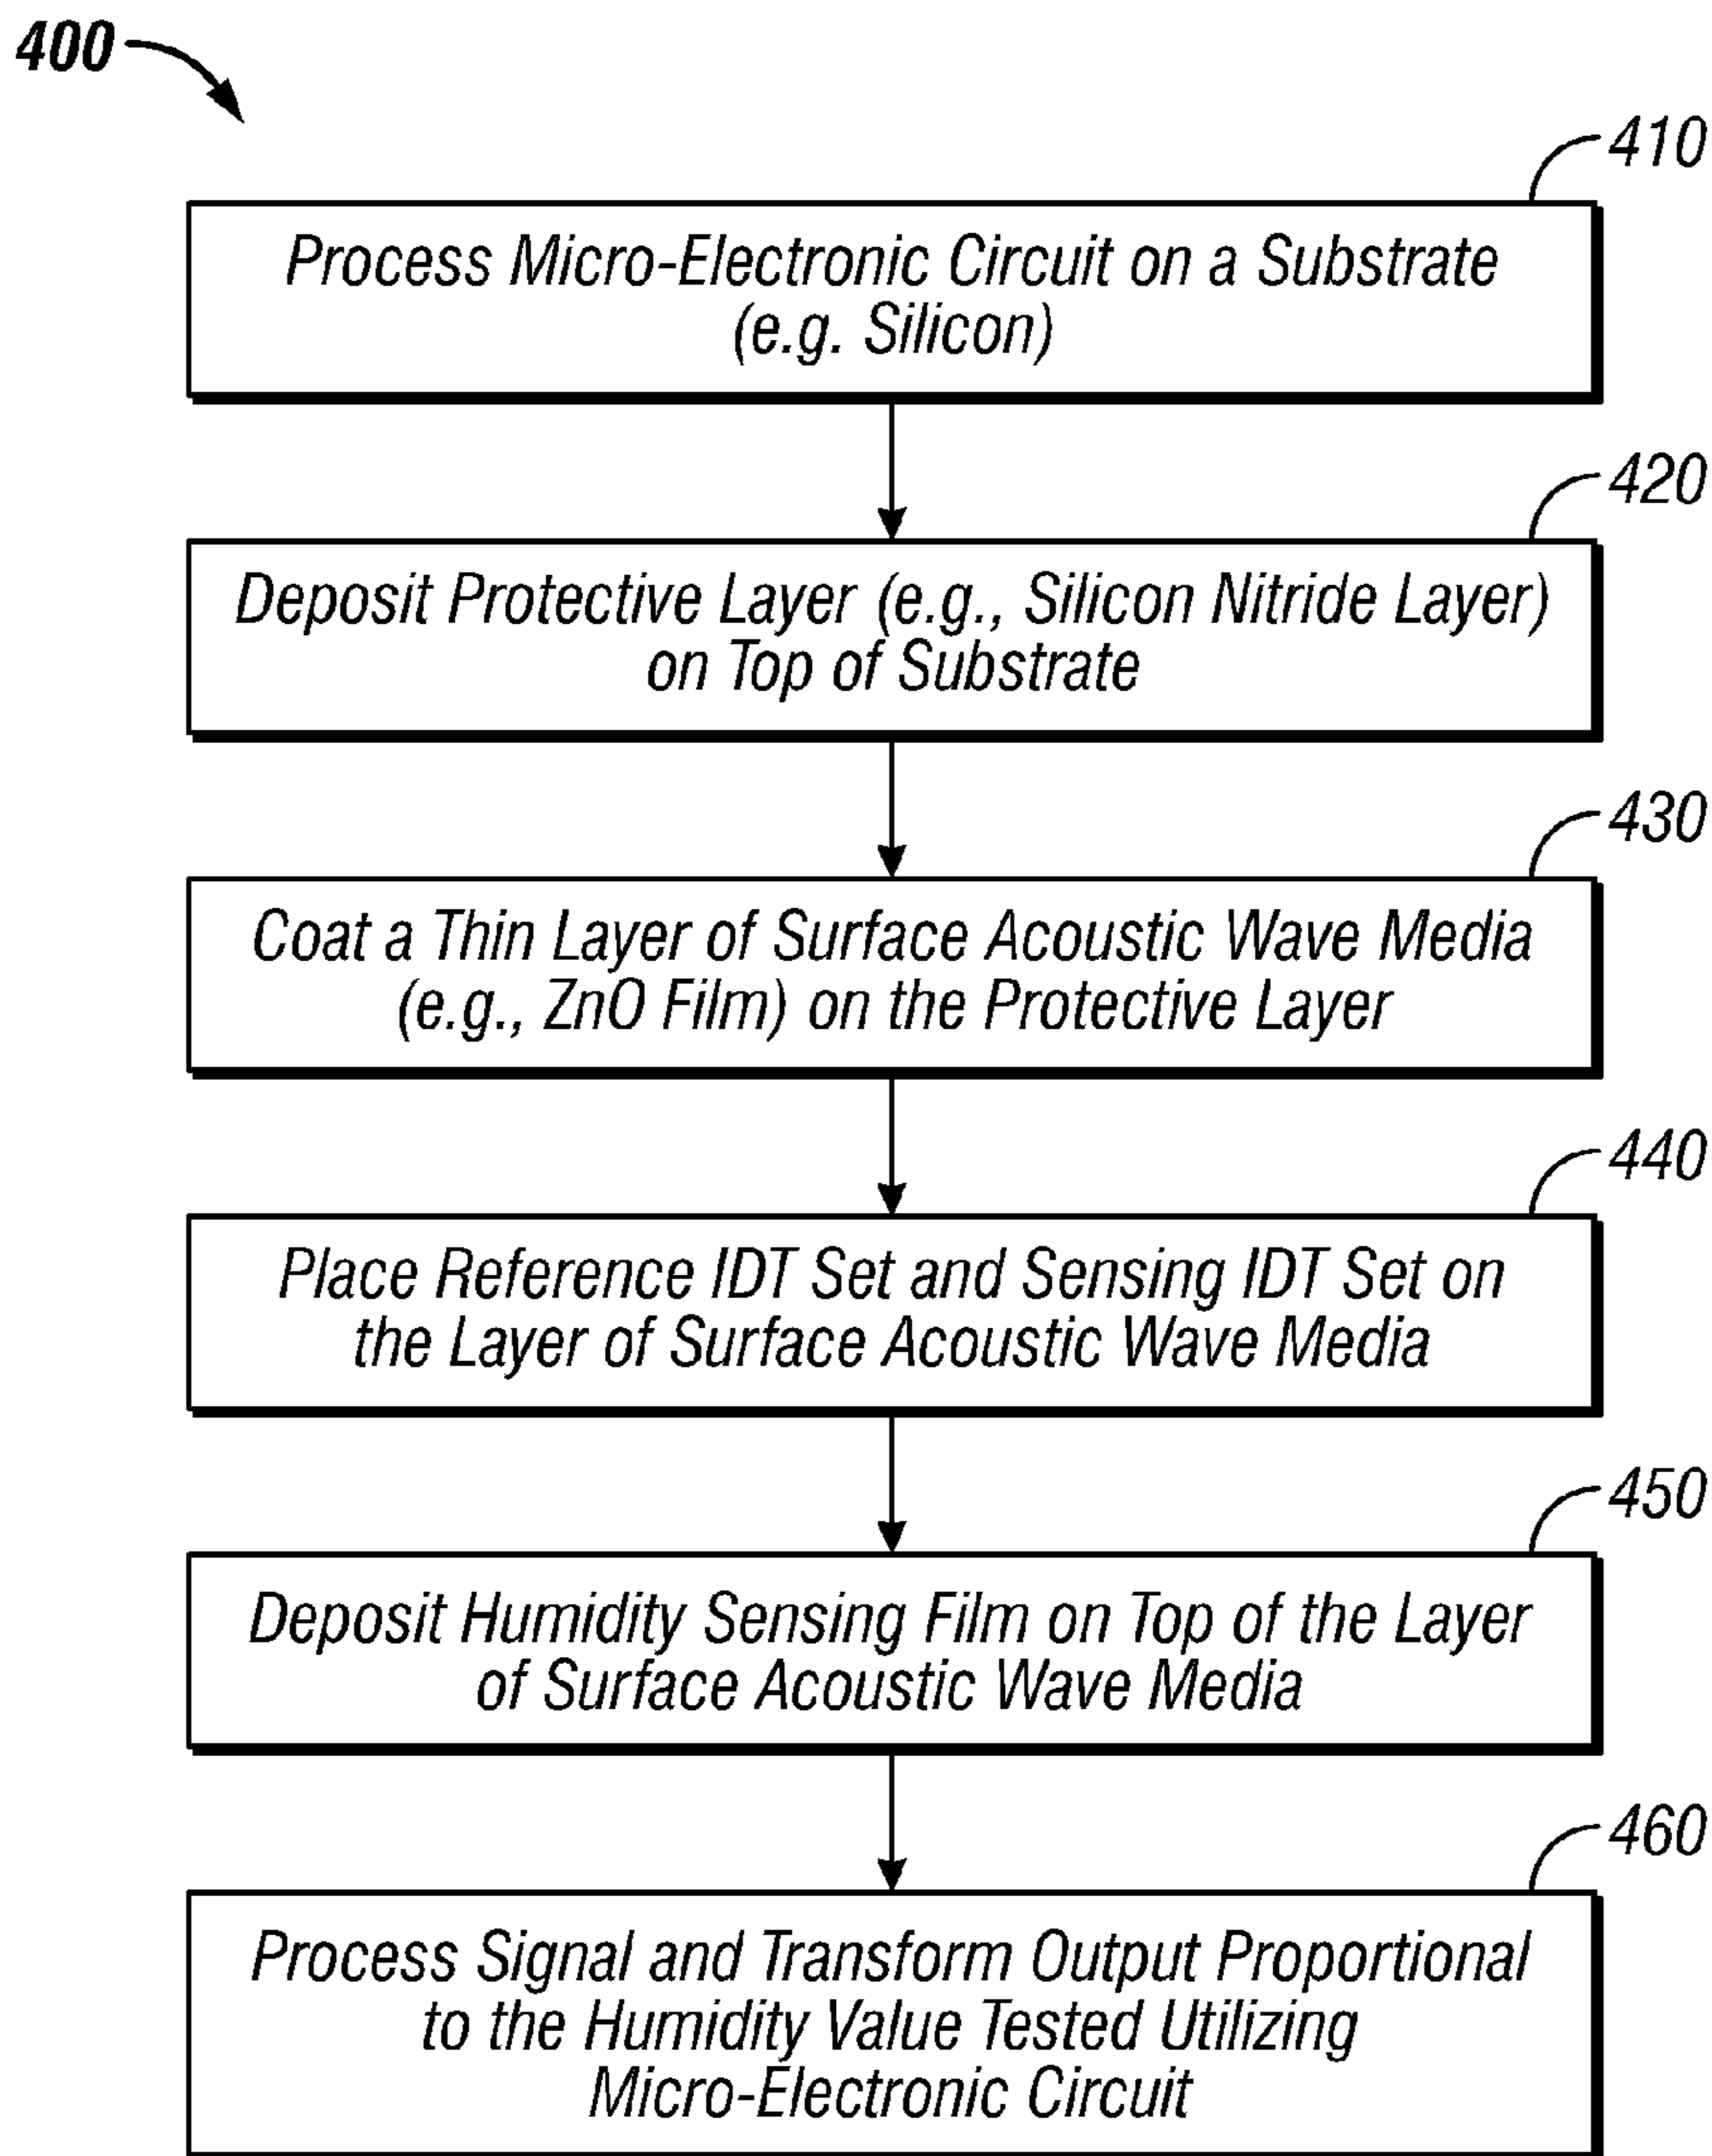 400
410
Process Micro-Electronic Circuit on a Substrate
(e.g. Silicon)
420
Deposit Protective Layer (e.g., Silicon Nitride Layer)
on Top of Substrate
430
Coat a Thin Layer of Surface Acoustic Wave Media
(e.g., ZnO Film) on the Protective Layer
440
Place Reference IDT Set and Sensing IDT Set on
the Layer of Surface Acoustic Wave Media
450
Deposit Humidity Sensing Film on Top of the Layer
of Surface Acoustic Wave Media
460
Process Signal and Transform Output Proportional
to the Humidity Value Tested Utilizing
Micro-Electronic Circuit